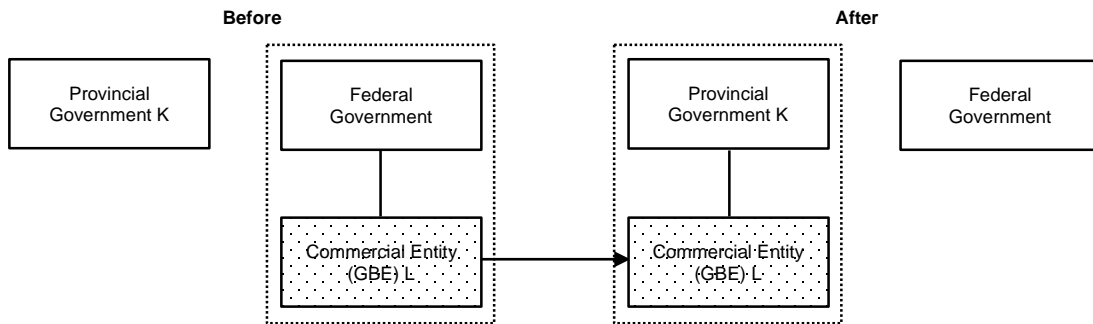 Before
After
Provincial
Government K
Federal
Government
Provincial
Government K
Federal
Government
Commercial Entity
(GBE) L
Commercial Entity
(GBE) L